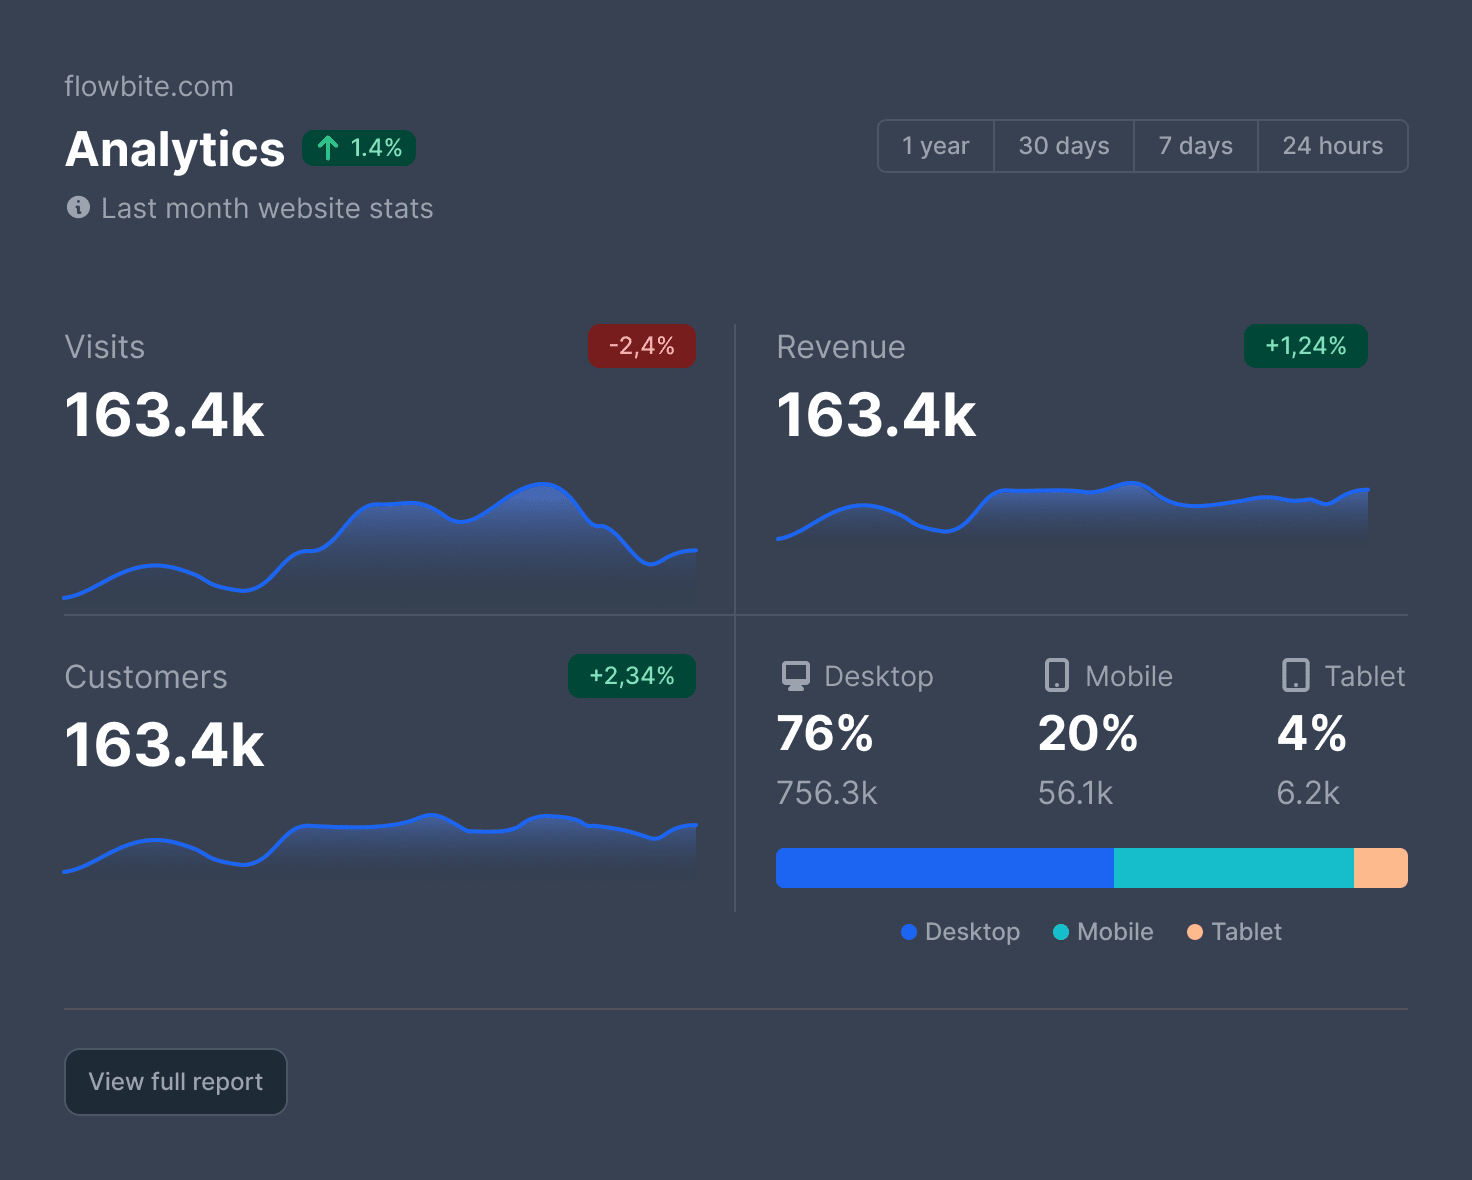 flowbite.com
Analytics 1.4%
Last month website stats
1 year 30 days 7 days 24 hours
Visits -2,4%
163.4k
Revenue +1,24%
163.4k
Customers +2,34%
163.4k
Desktop Mobile Tablet
76% 20% 4%
756.3k 56.1k 6.2k
Desktop Mobile Tablet
View full report